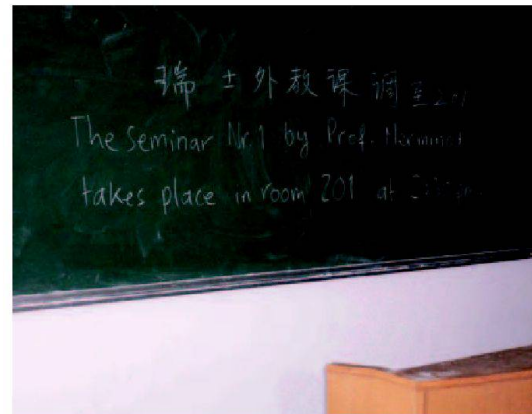 瑞士外教课调至201
The seminar Nr.1 by Prof.
takes place in room 201 at